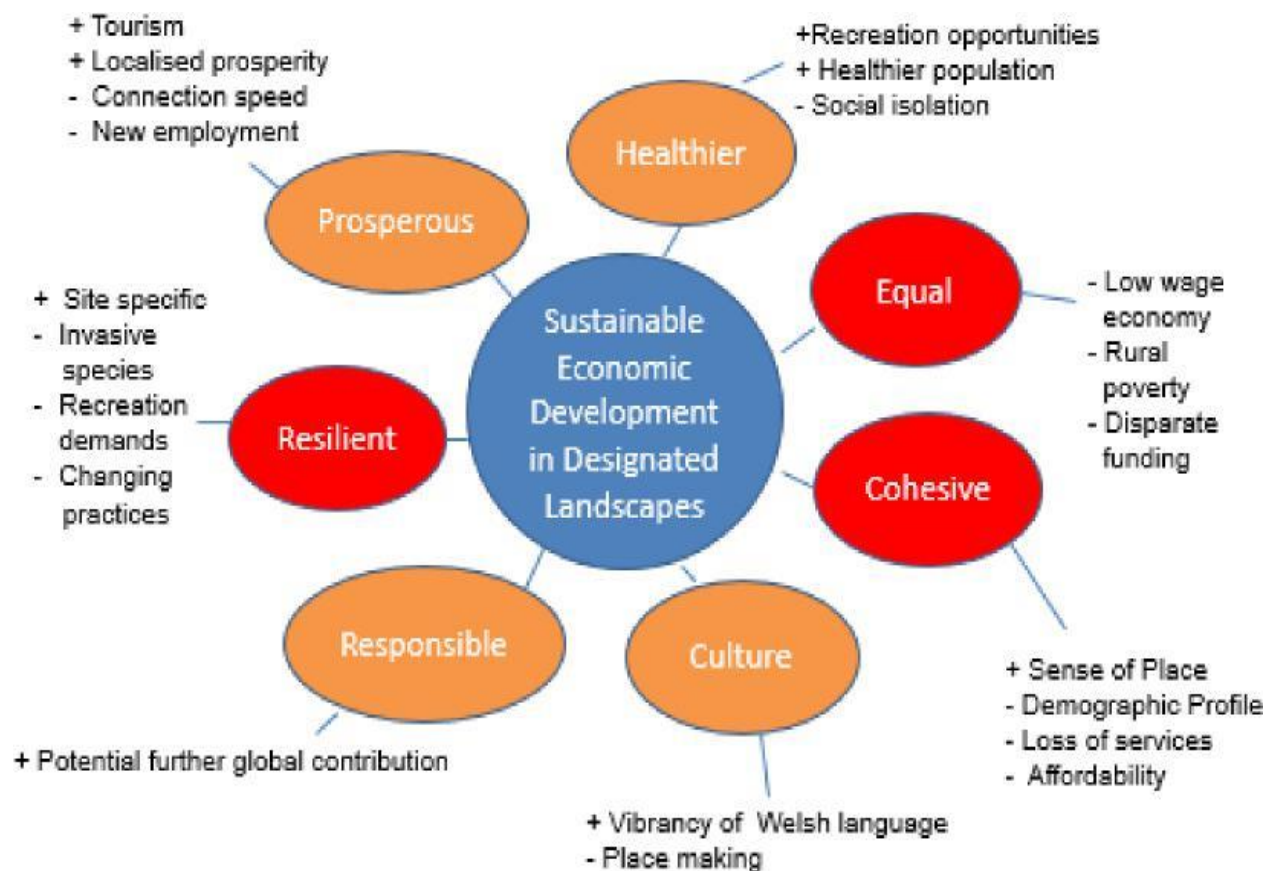 + Tourism
+ Localised prosperity
- Connection speed
- New employment
+Recreation opportunities
+ Healthier population
- Social isolation
Healthier
Prosperous
Equal
- Low wage
economy
- Rural
poverty
- Disparate
funding
+ Site specific
- Invasive
species
- Recreation
demands
- Changing
practices
Resilient
Sustainable
Economic
Development
in Designated
Landscapes
Cohesive
+ Sense of Place
- Demographic Profile
- Loss of services
- Affordability
Responsible
+ Potential further global contribution
Culture
+ Vibrancy of Welsh language
- Place making